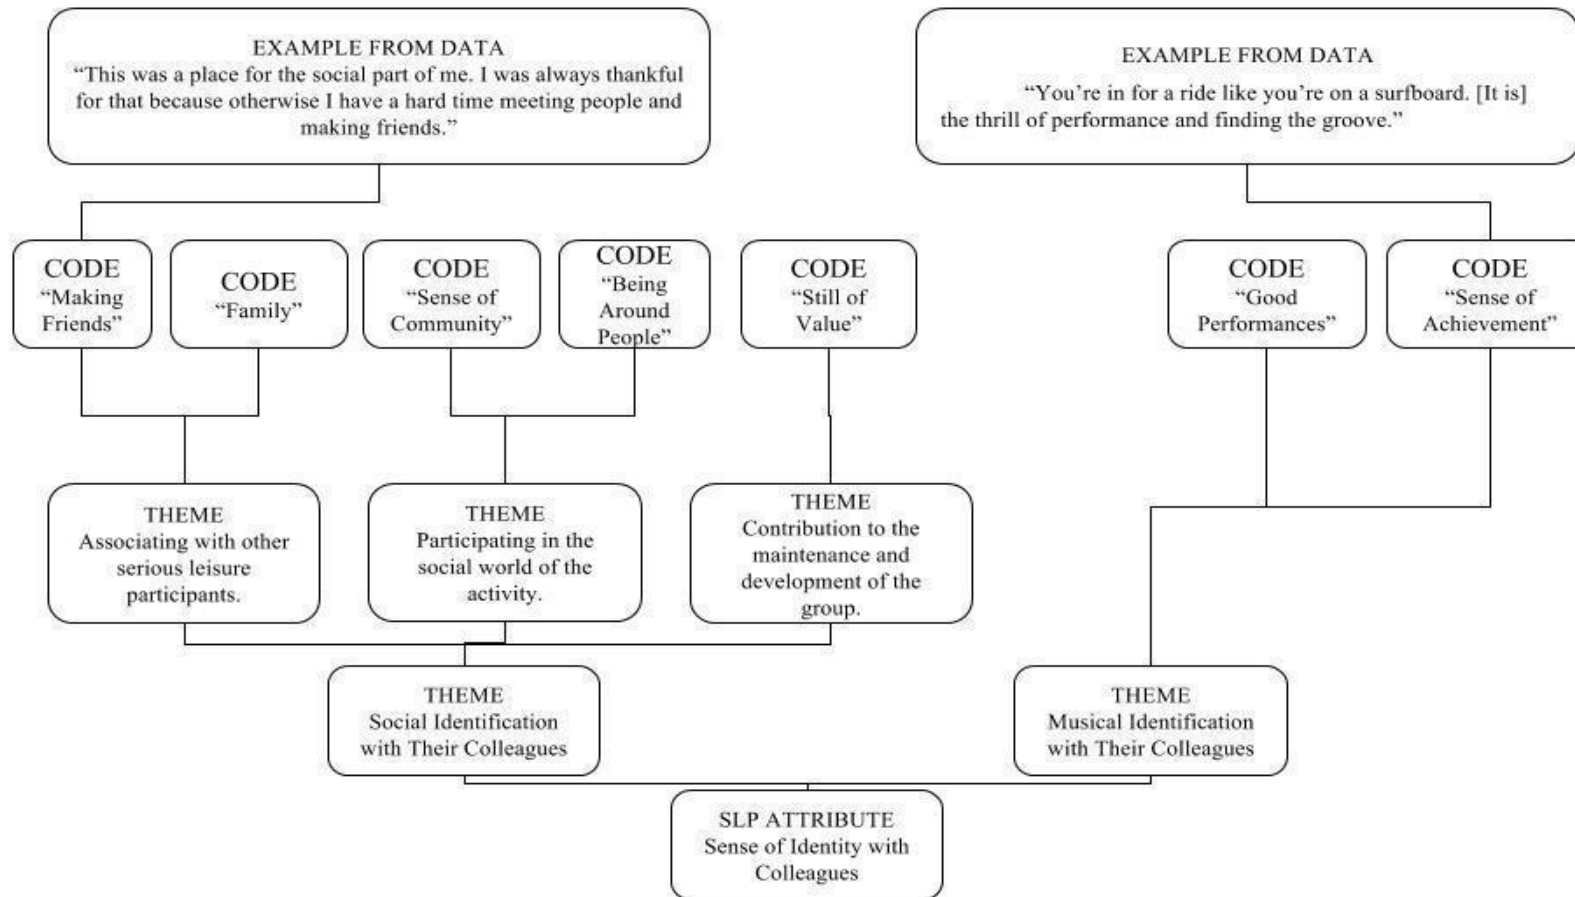 EXAMPLE FROM DATA
“This was a place for the social part of me. I was always thankful
for that because otherwise I have a hard time meeting people and
making friends.”
EXAMPLE FROM DATA
“You’re in for a ride like you’re on a surfboard. [It is]
the thrill of performance and finding the groove.”
CODE
“Making
Friends”
CODE
“Family”
CODE
“Sense of
Community”
CODE
“Being
Around
People”
CODE
“Still of
Value”
CODE
“Good
Performances”
CODE
“Sense of
Achievement”
THEME
Associating with other
serious leisure
participants.
THEME
Participating in the
social world of the
activity.
THEME
Contribution to the
maintenance and
development of the
group.
THEME
Social Identification
with Their Colleagues
THEME
Musical Identification
with Their Colleagues
SLP ATTRIBUTE
Sense of Identity with
Colleagues